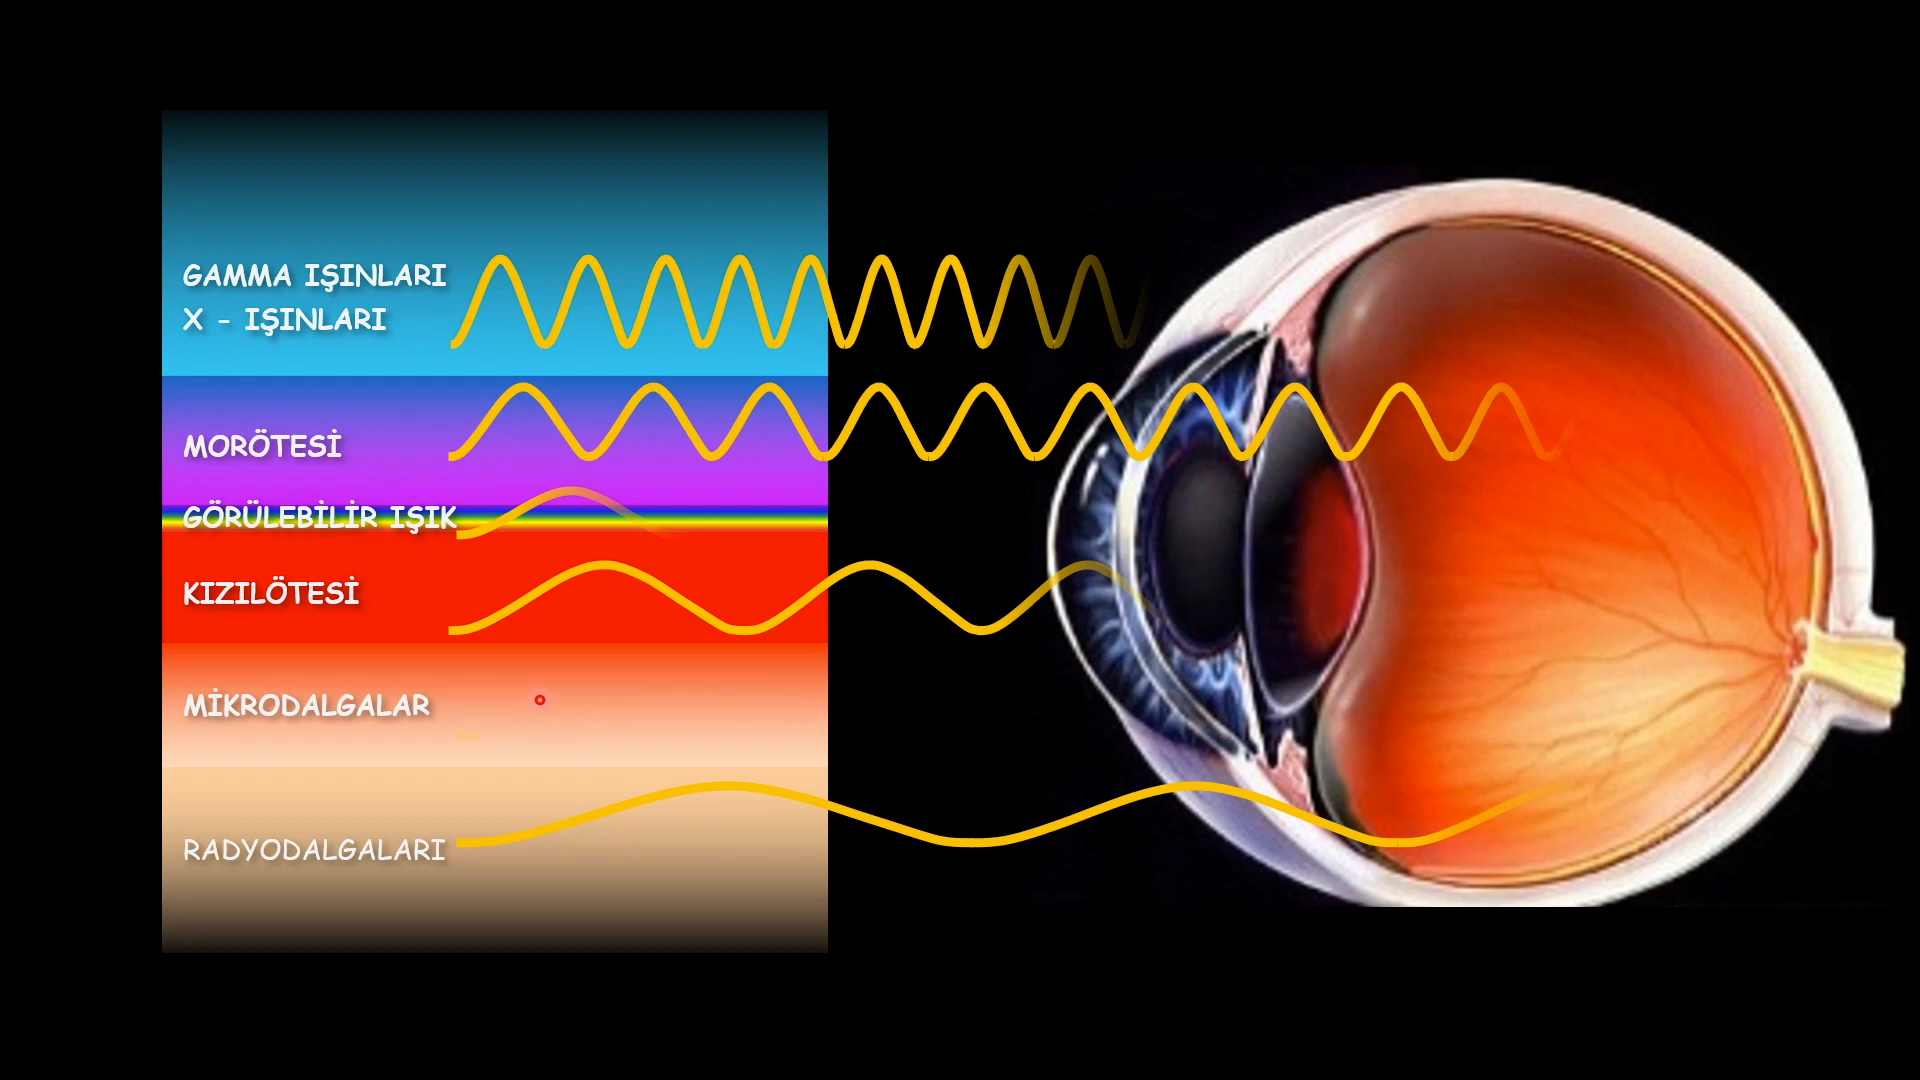 GAMMA IŞINLARI
X - IŞINLARI
MORÖTESİ
GÖRÜLEBİLİR IŞIK
KIZILÖTESİ
MİKRODALGALAR
RADYODALGALARI